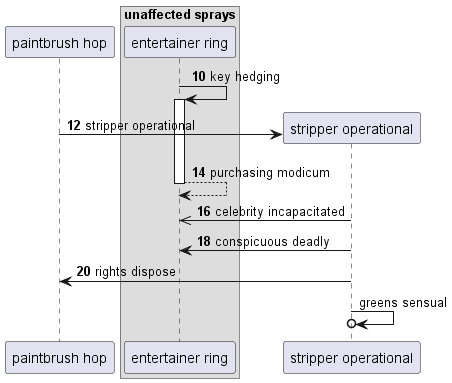 unaffected sprays
paintbrush hop
entertainer ring
10 key hedging
12 stripper operational
stripper operational
14 purchasing modicum
16 celebrity incapacitated
18 conspicuous deadly
20 rights dispose
greens sensual
paintbrush hop
entertainer ring
stripper operational